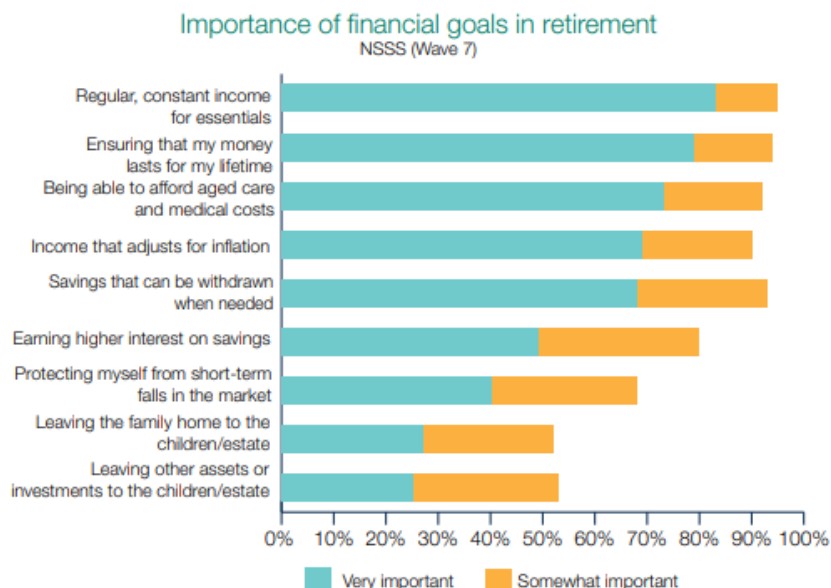 Importance of financial goals in retirement
NSSS (Wave 7)
Regular, constant income
for essentials
Ensuring that my money
lasts for my lifetime
Being able to afford aged care
and medical costs
Income that adjusts for inflation
Savings that can be withdrawn
when needed
Earning higher interest on savings
Protecting myself from short-term
falls in the market
Leaving the family home to the
children/estate
Leaving other assets or
investments to the children/estate
0% 10% 20% 30% 40% 50% 60% 70% 80% 90% 100%
Very important Somewhat important